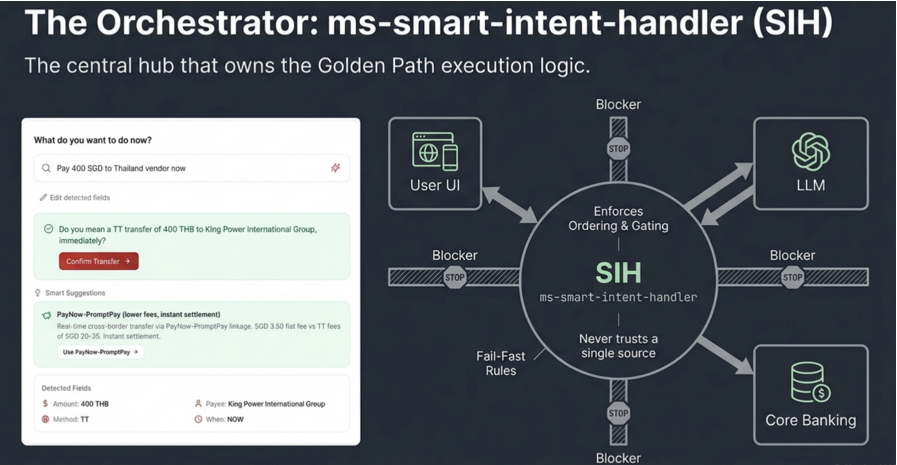 The Orchestrator: ms-smart-intent-handler (SIH)
The central hub that owns the Golden Path execution logic.
What do you want to do now?
Pay 400 SGD to Thailand vendor now
Edit detected fields
Do you mean a TT transfer of 400 THB to King Power International Group,
immediately?
Confirm Transfer →
Smart Suggestions
PayNow-PromptPay (lower fees, instant settlement)
Real-time cross-border transfer via PayNow-PromptPay linkage. SGD 3.50 flat fee vs TT fees
of SGD 20-35. Instant settlement.
Use PayNow-PromptPay →
Detected Fields
Amount: 400 THB
Payee: King Power International Group
Method: TT
When: NOW
Blocker
STOP
User UI
LLM
Enforces
Ordering & Gating
Blocker
STOP
SIH
ms-smart-intent-handler
Blocker
STOP
Never trusts a
single source
Fail-Fast
Rules
STOP
Blocker
Core Banking